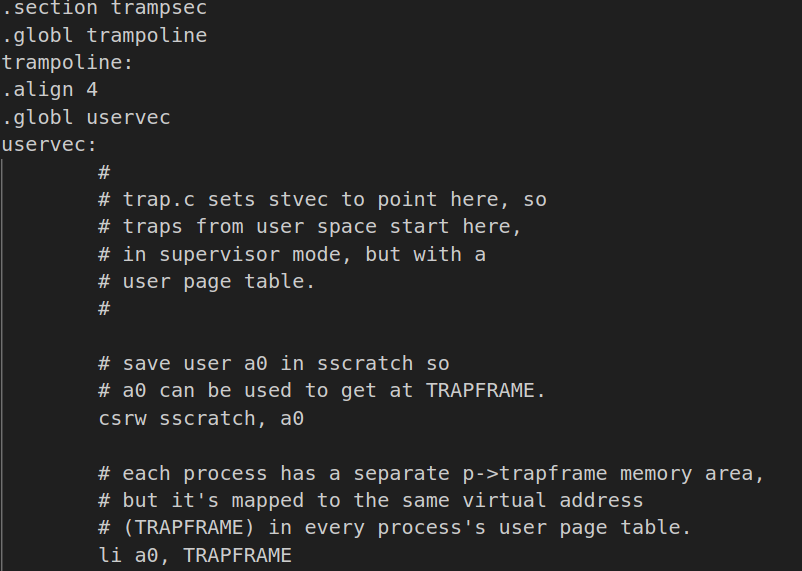 .section trampsec
.globl trampoline
trampoline:
.align 4
.globl uservec
uservec:
#
# trap.c sets stvec to point here, so
# traps from user space start here,
# in supervisor mode, but with a
# user page table.
#
# save user a0 in sscratch so
# a0 can be used to get at TRAPFRAME.
csrw sscratch, a0
# each process has a separate p->trapframe memory area,
# but it's mapped to the same virtual address
# (TRAPFRAME) in every process's user page table.
li a0, TRAPFRAME